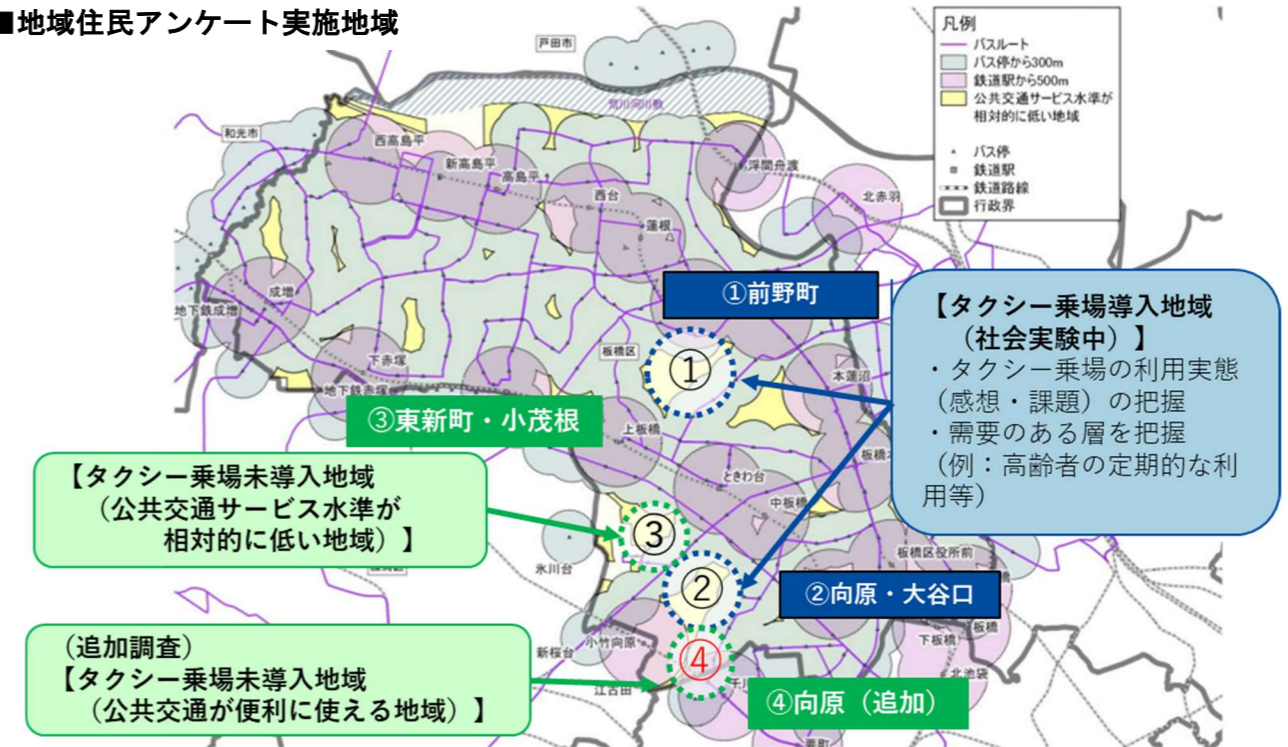 ■地域住民アンケート実施地域
凡例
バスルート
バス停から300m
鉄道駅から500m
公共交通サービス水準が
相対的に低い地域
バス停
鉄道駅
鉄道路線
行政界
戸田市
荒川河川敷
和光市
西高島平
新高島平
高島平
西台
蓮根
浮間舟渡
北赤羽
①前野町
成増
地下鉄成増
下赤塚
地下鉄赤塚
板橋区
①
本蓮沼
【タクシー乗場導入地域
（社会実験中）】
・タクシー乗場の利用実態
（感想・課題）の把握
・需要のある層を把握
（例：高齢者の定期的な利
用等）
③東新町・小茂根
上板橋
ときわ台
中板橋
【タクシー乗場未導入地域
（公共交通サービス水準が
相対的に低い地域）】
③
氷川台
板橋区役所前
②
②向原・大谷口
（追加調査）
【タクシー乗場未導入地域
（公共交通が便利に使える地域）】
新桜台
小竹向原
江古田
④
下板橋
板橋
北池袋
④向原（追加）